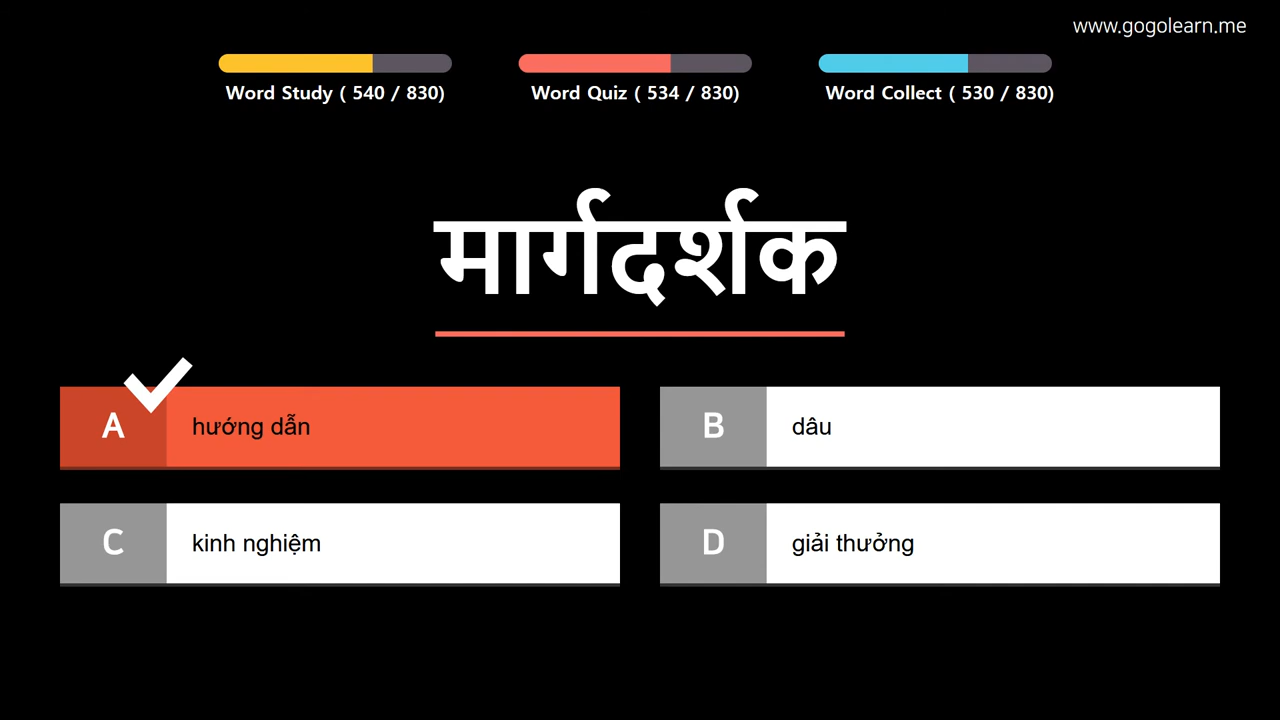 www.gogolearn.me
Word Study ( 540 / 830)
Word Quiz ( 534 / 830)
Word Collect ( 530 / 830)
मार्गदर्शक
A hướng dẫn
B dâu
C kinh nghiệm
D giải thưởng